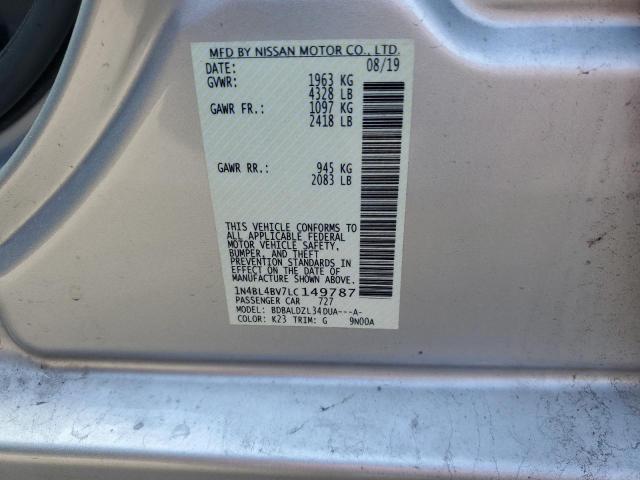 MFD BY NISSAN MOTOR CO., LTD.
DATE: 08/19
GVWR: 1963 KG
4328 LB
GAWR FR.: 1097 KG
2418 LB
GAWR RR.: 945 KG
2083 LB
THIS VEHICLE CONFORMS TO
ALL APPLICABLE FEDERAL
MOTOR VEHICLE SAFETY,
BUMPER, AND THEFT
PREVENTION STANDARDS IN
EFFECT ON THE DATE OF
MANUFACTURE SHOWN ABOVE.
1N4BL4BV7LC149787
PASSENGER CAR 727
MODEL: BDBALDZL34DUA---A-
COLOR: K23 TRIM: G 9N00A